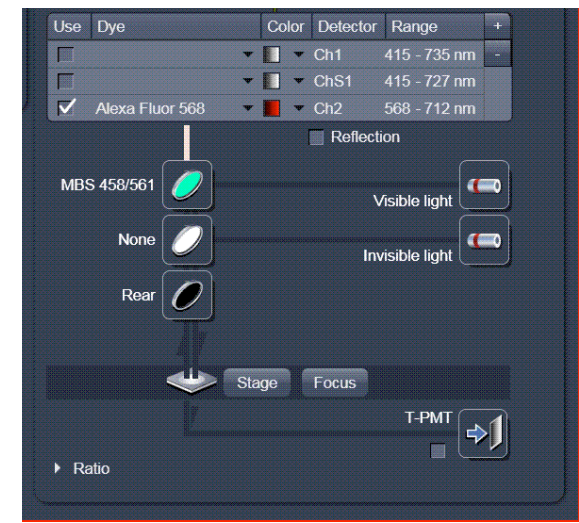 Use Dye Color Detector Range +
Ch1 415 - 735 nm -
ChS1 415 - 727 nm
Alexa Fluor 568 Ch2 568 - 712 nm
Reflection
MBS 458/561
Visible light
None
Invisible light
Rear
Stage Focus
T-PMT
Ratio